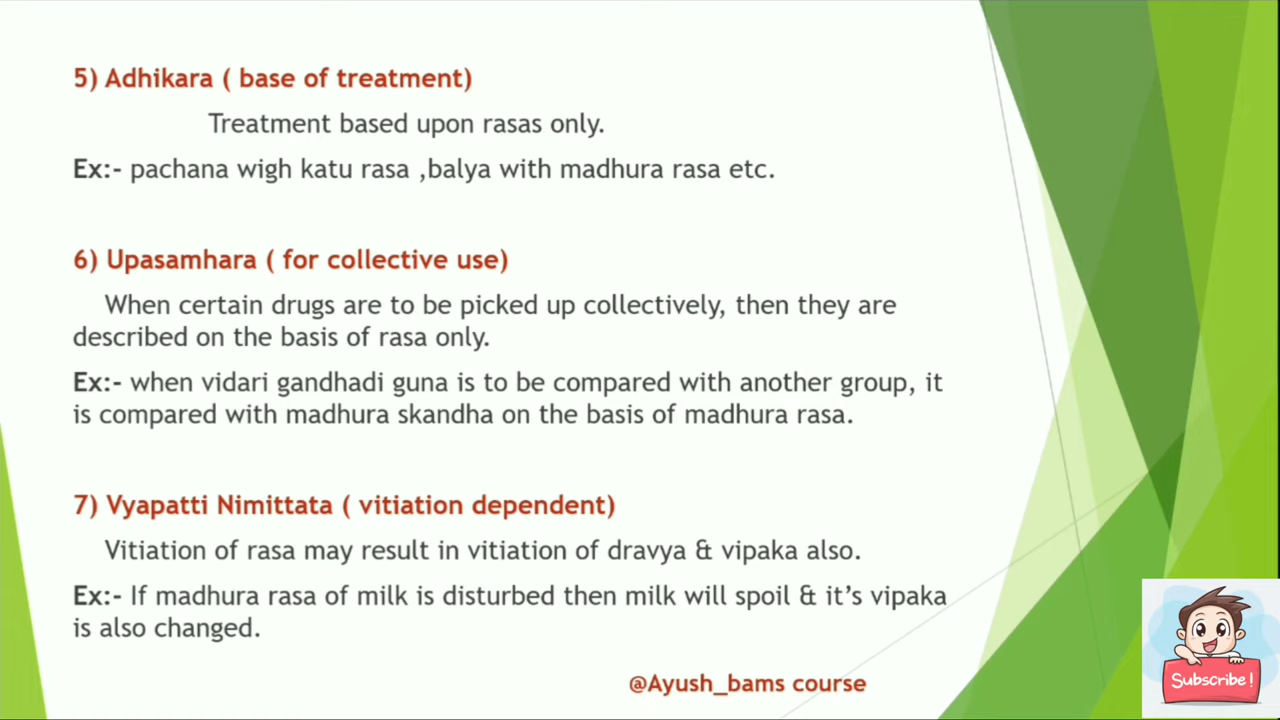 5) Adhikara ( base of treatment)
Treatment based upon rasas only.
Ex:- pachana wigh katu rasa ,balya with madhura rasa etc.
6) Upasamhara ( for collective use)
When certain drugs are to be picked up collectively, then they are
described on the basis of rasa only.
Ex:- when vidari gandhadi guna is to be compared with another group, it
is compared with madhura skandha on the basis of madhura rasa.
7) Vyapatti Nimittata ( vitiation dependent)
Vitiation of rasa may result in vitiation of dravya & vipaka also.
Ex:- If madhura rasa of milk is disturbed then milk will spoil & it’s vipaka
is also changed.
@Ayush_bams course
Subscribe!